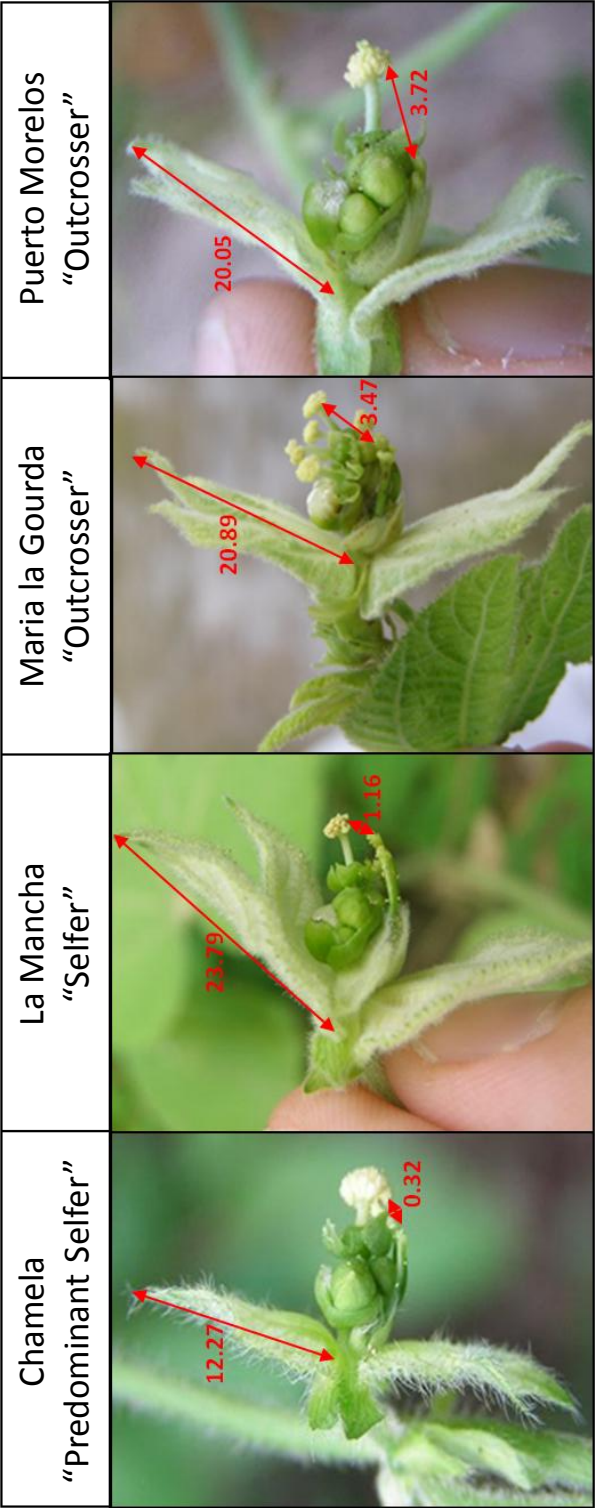 Chamela
“Predominant Selfer”
La Mancha
“Selfer”
Maria la Gourda
“Outcrosser”
Puerto Morelos
“Outcrosser”
12.27
0.32
23.79
1.16
20.89
3.47
20.05
3.72